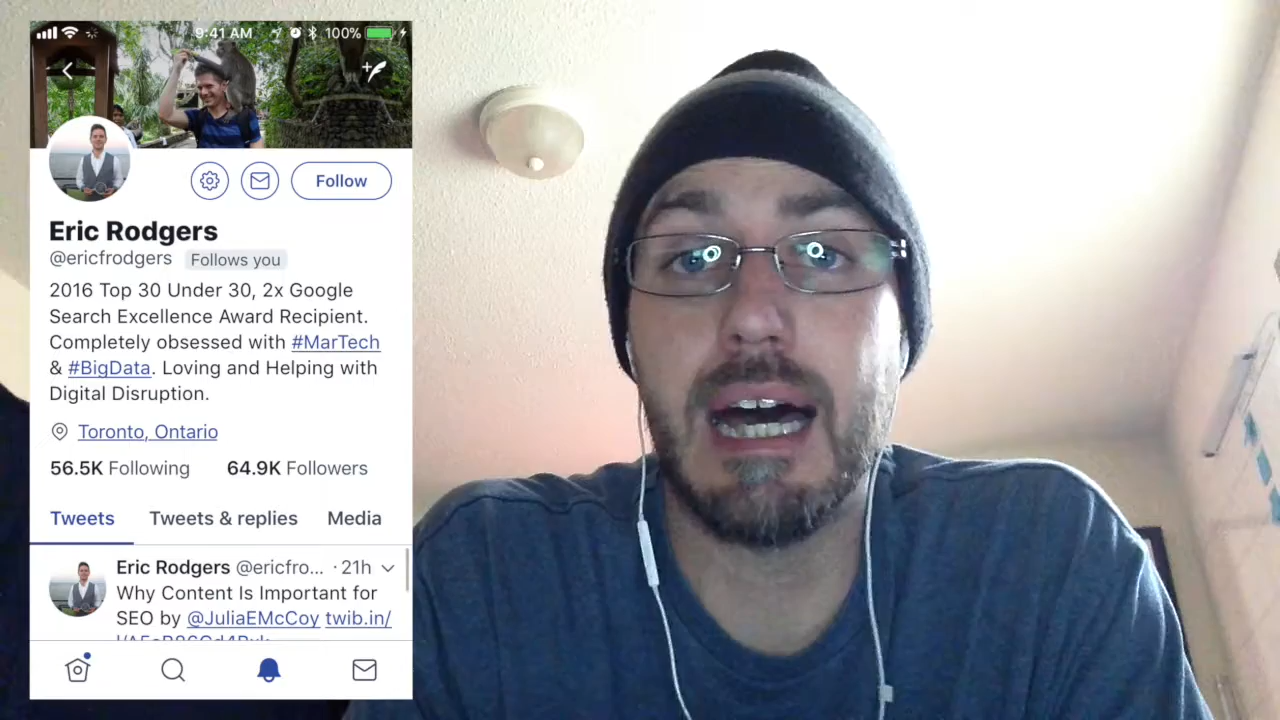 9:41 AM 100%
Follow
Eric Rodgers
@ericfrodgers Follows you
2016 Top 30 Under 30, 2x Google
Search Excellence Award Recipient.
Completely obsessed with #MarTech
& #BigData. Loving and Helping with
Digital Disruption.
Toronto, Ontario
56.5K Following 64.9K Followers
Tweets Tweets & replies Media
Eric Rodgers @ericfro... · 21h
Why Content Is Important for
SEO by @JuliaEMcCoy twib.in/